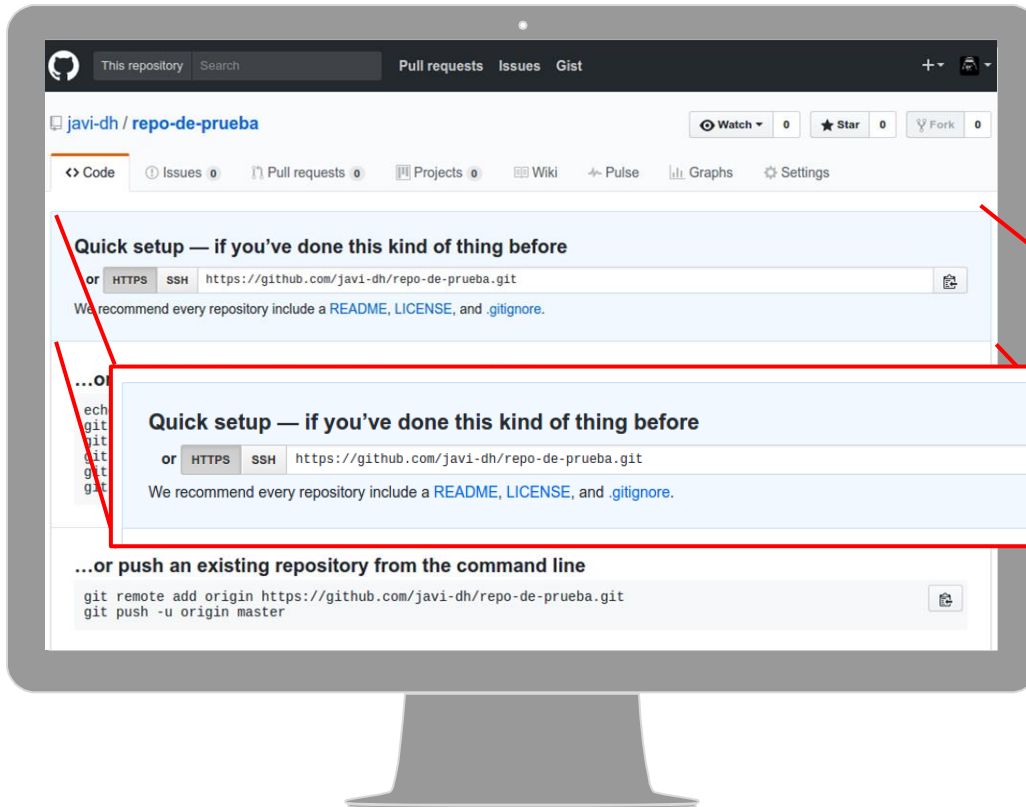 This repository Search Pull requests Issues Gist
javi-dh / repo-de-prueba Watch 0 Star 0 Fork 0
Code Issues 0 Pull requests 0 Projects 0 Wiki Pulse Graphs Settings
Quick setup — if you've done this kind of thing before
or HTTPS SSH https://github.com/javi-dh/repo-de-prueba.git
We recommend every repository include a README, LICENSE, and .gitignore.
…or
git
git
git
git
git
Quick setup — if you've done this kind of thing before
or HTTPS SSH https://github.com/javi-dh/repo-de-prueba.git
We recommend every repository include a README, LICENSE, and .gitignore.
…or push an existing repository from the command line
git remote add origin https://github.com/javi-dh/repo-de-prueba.git
git push -u origin master